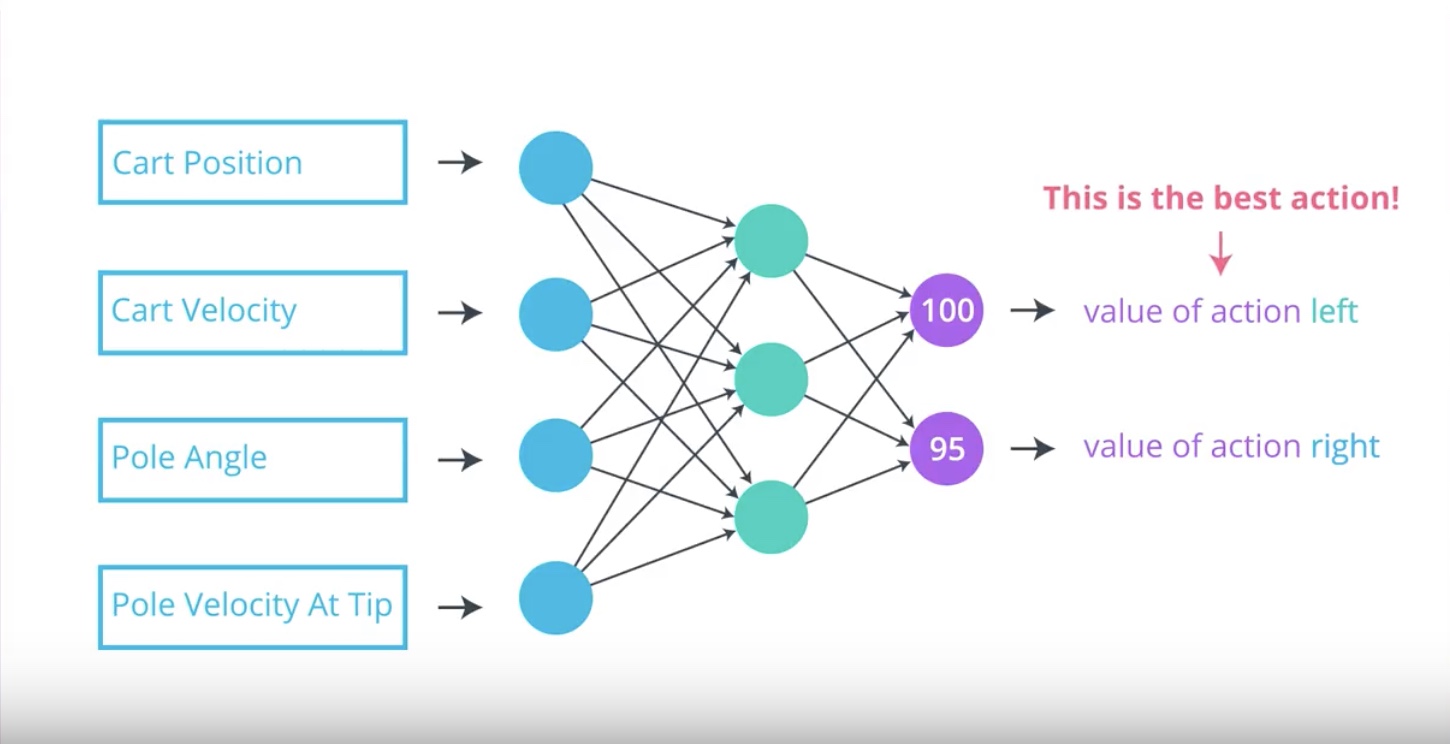 Cart Position
Cart Velocity
Pole Angle
Pole Velocity At Tip
This is the best action!
100
value of action left
95
value of action right